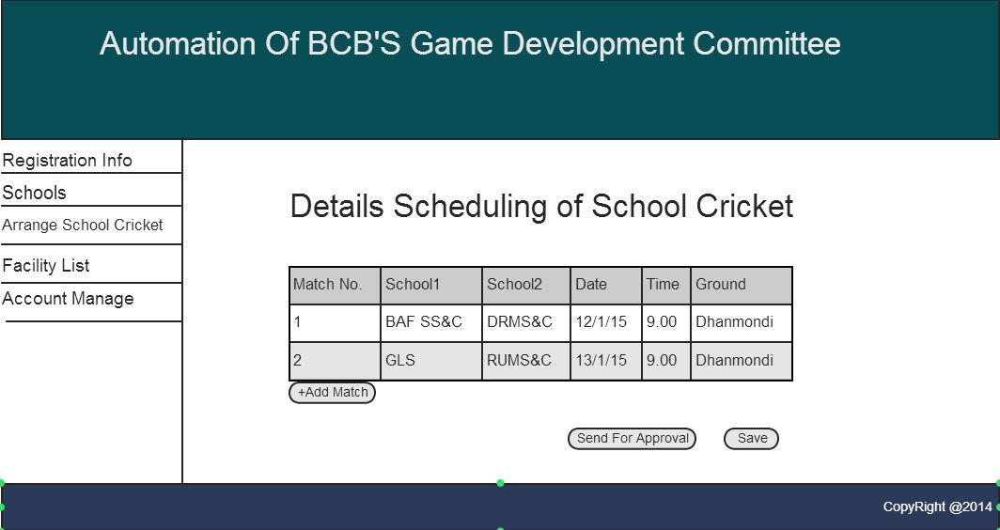 Automation Of BCB'S Game Development Committee
Registration Info
Schools
Arrange School Cricket
Facility List
Account Manage
Details Scheduling of School Cricket
Match No. School1 School2 Date Time Ground
1 BAF SS&C DRMS&C 12/1/15 9.00 Dhanmondi
2 GLS RUMS&C 13/1/15 9.00 Dhanmondi
+Add Match
Send For Approval Save
CopyRight @2014